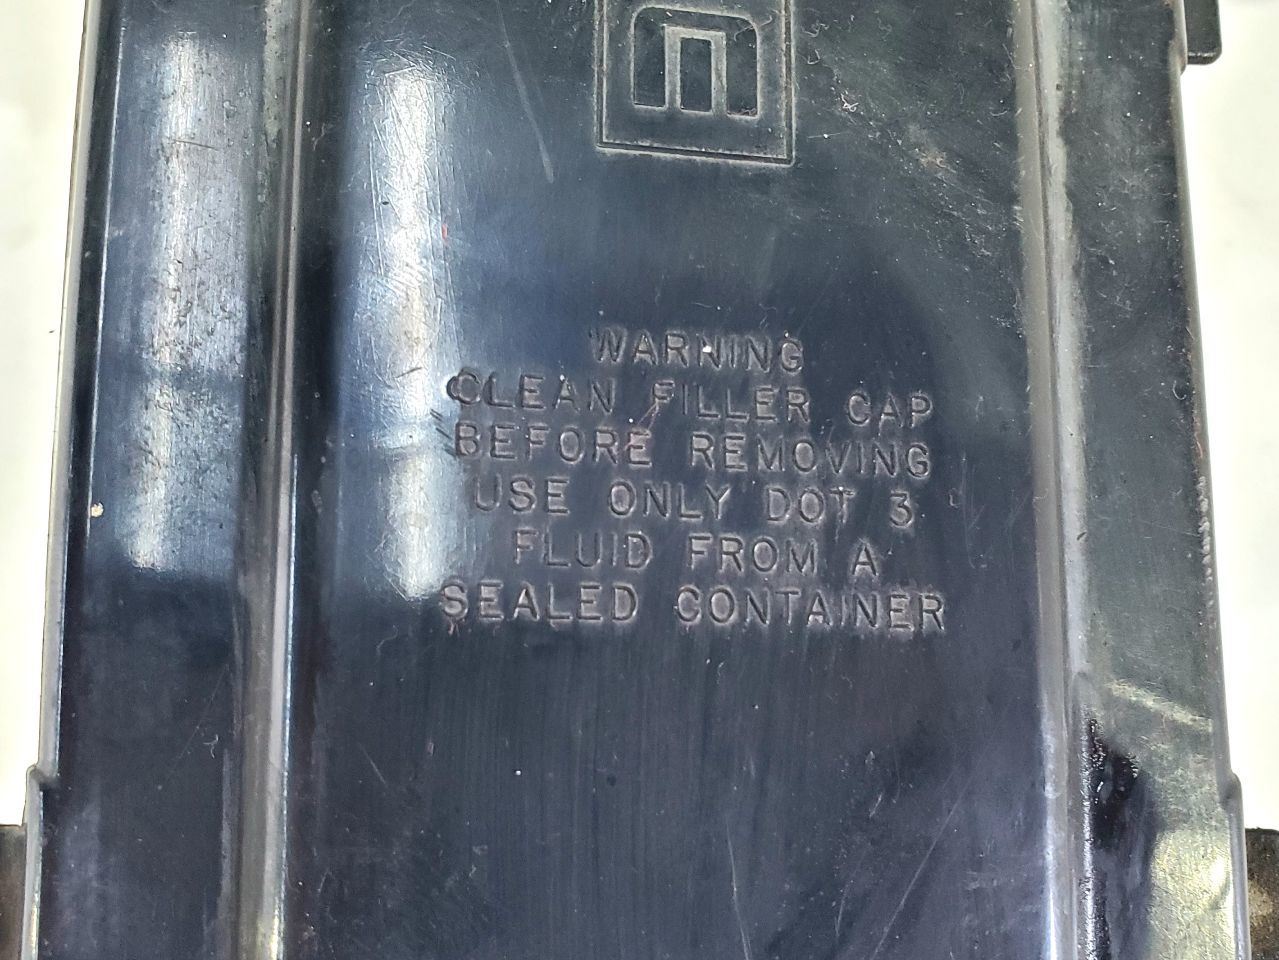 WARNING
CLEAN FILLER CAP
BEFORE REMOVING
USE ONLY DOT 3
FLUID FROM A
SEALED CONTAINER